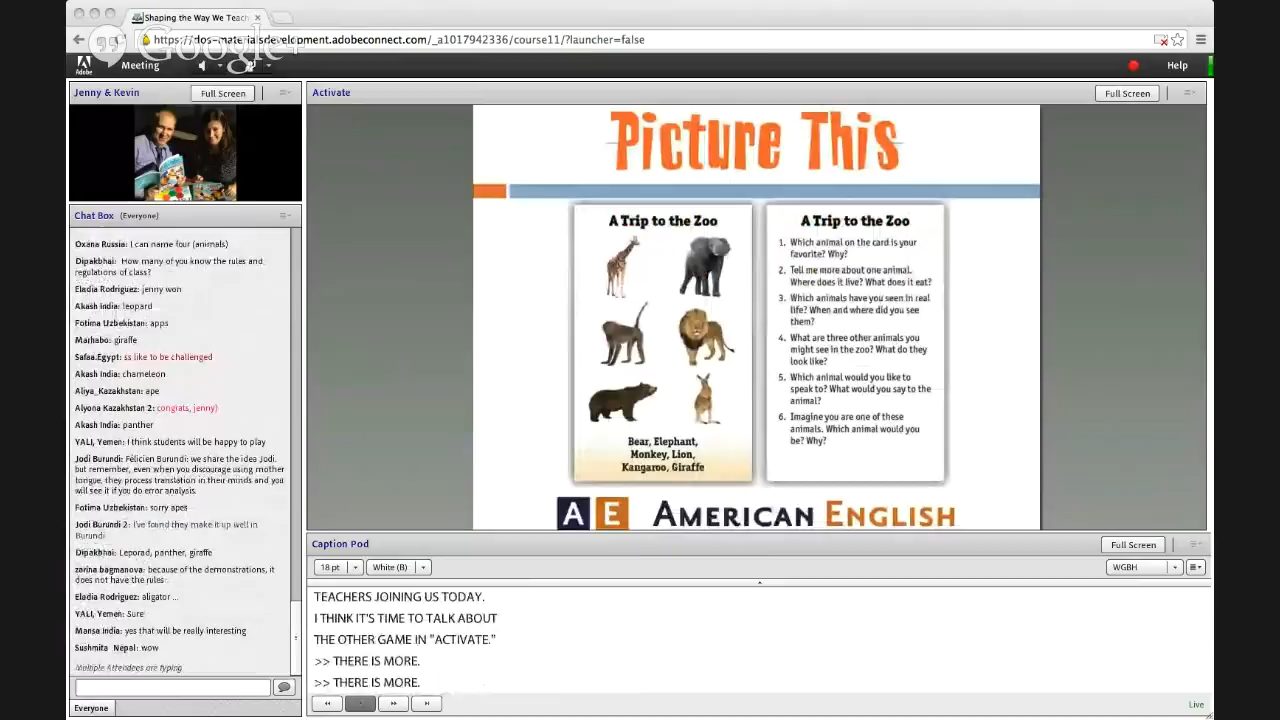 Shaping the Way We Teach
https://dos-materialsdevelopment.adobeconnect.com/_a1017942336/course11/?launcher=false
Google+
Adobe
Meeting
Help
Jenny & Kevin
Full Screen
Chat Box (Everyone)
Oxana Russia: I can name four (animals)
Dipakbhai: How many of you know the rules and
regulations of class?
Eladia Rodriguez: jenny won
Akash India: leopard
Fotima Uzbekistan: apps
Marhabo: giraffe
Safaa.Egypt: ss like to be challenged
Akash India: chameleon
Aliya_Kazakhstan: ape
Alyona Kazakhstan 2: congrats, jenny)
Akash India: panther
YALI, Yemen: I think students will be happy to play
Jodi Burundi: Félicien Burundi: we share the idea Jodi.
but remember, even when you discourage using mother
tongue, they process translation in their minds and you
will see it if you do error analysis.
Fotima Uzbekistan: sorry apes
Jodi Burundi 2: I've found they make it up well in
Burundi
Dipakbhai: Leporad, panther, giraffe
zarina bagmanova: because of the demonstrations, it
does not have the rules
Eladia Rodriguez: aligator ...
YALI, Yemen: Sure
Mansa India: yes that will be really interesting
Sushmita Nepal: wow
Multiple Attendees are typing
Everyone
Activate
Full Screen
Picture This
A Trip to the Zoo
Bear, Elephant,
Monkey, Lion,
Kangaroo, Giraffe
A Trip to the Zoo
1. Which animal on the card is your
favorite? Why?
2. Tell me more about one animal.
Where does it live? What does it eat?
3. Which animals have you seen in real
life? When and where did you see
them?
4. What are three other animals you
might see in the zoo? What do they
look like?
5. Which animal would you like to
speak to? What would you say to the
animal?
6. Imagine you are one of these
animals. Which animal would you
be? Why?
A E AMERICAN ENGLISH
Caption Pod
Full Screen
18 pt
White (B)
WGBH
TEACHERS JOINING US TODAY.
I THINK IT'S TIME TO TALK ABOUT
THE OTHER GAME IN "ACTIVATE."
>> THERE IS MORE.
>> THERE IS MORE.
Live